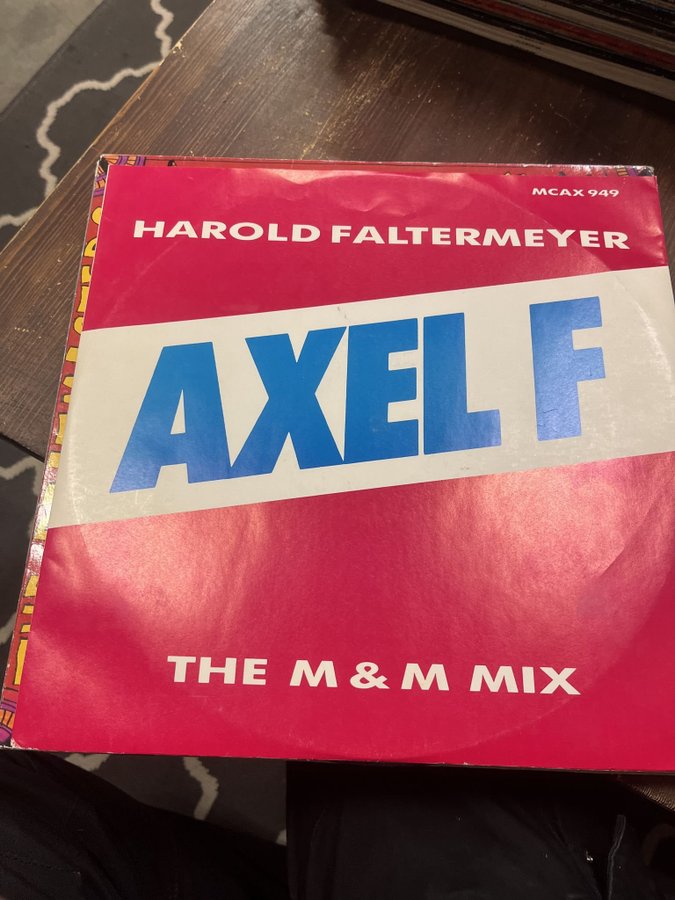 MCAX 949
HAROLD FALTERMEYER
AXEL F
THE M & M MIX